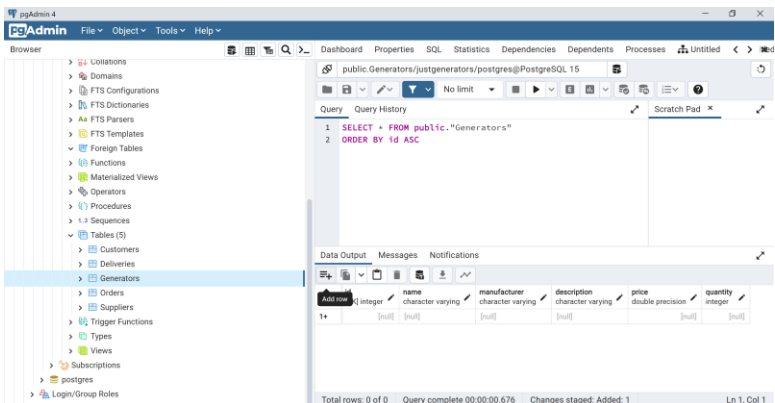 pgAdmin 4
pgAdmin File Object Tools Help
Browser
Dashboard Properties SQL Statistics Dependencies Dependents Processes Untitled
Collations
Domains
FTS Configurations
FTS Dictionaries
Aa FTS Parsers
FTS Templates
Foreign Tables
Functions
Materialized Views
Operators
Procedures
1..3 Sequences
Tables (5)
Customers
Deliveries
Generators
Orders
Suppliers
Trigger Functions
Types
Views
Subscriptions
postgres
Login/Group Roles
public.Generators/justgenerators/postgres@PostgreSQL 15
No limit
Query Query History
Scratch Pad ×
1 SELECT * FROM public."Generators"
2 ORDER BY id ASC
Data Output Messages Notifications
Add row
id name manufacturer description price quantity
integer character varying character varying character varying double precision integer
1+ [null] [null] [null] [null] [null] [null]
Total rows: 0 of 0 Query complete 00:00:00.676 Changes staged: Added: 1 Ln 1, Col 1